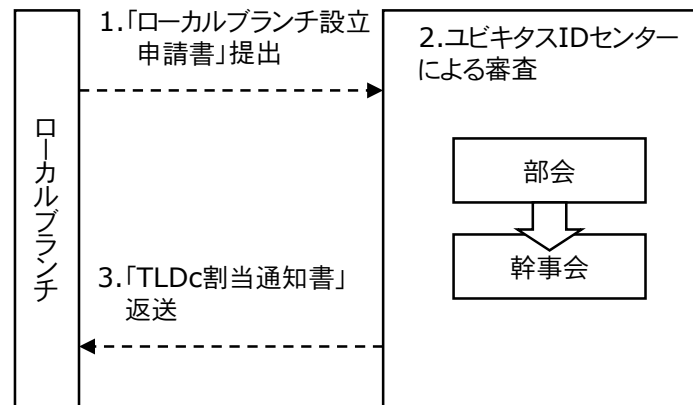 1.「ローカルブランチ設立
申請書」提出
2.ユビキタスIDセンター
による審査
ローカルブランチ
部会
幹事会
3.「TLDc割当通知書」
返送